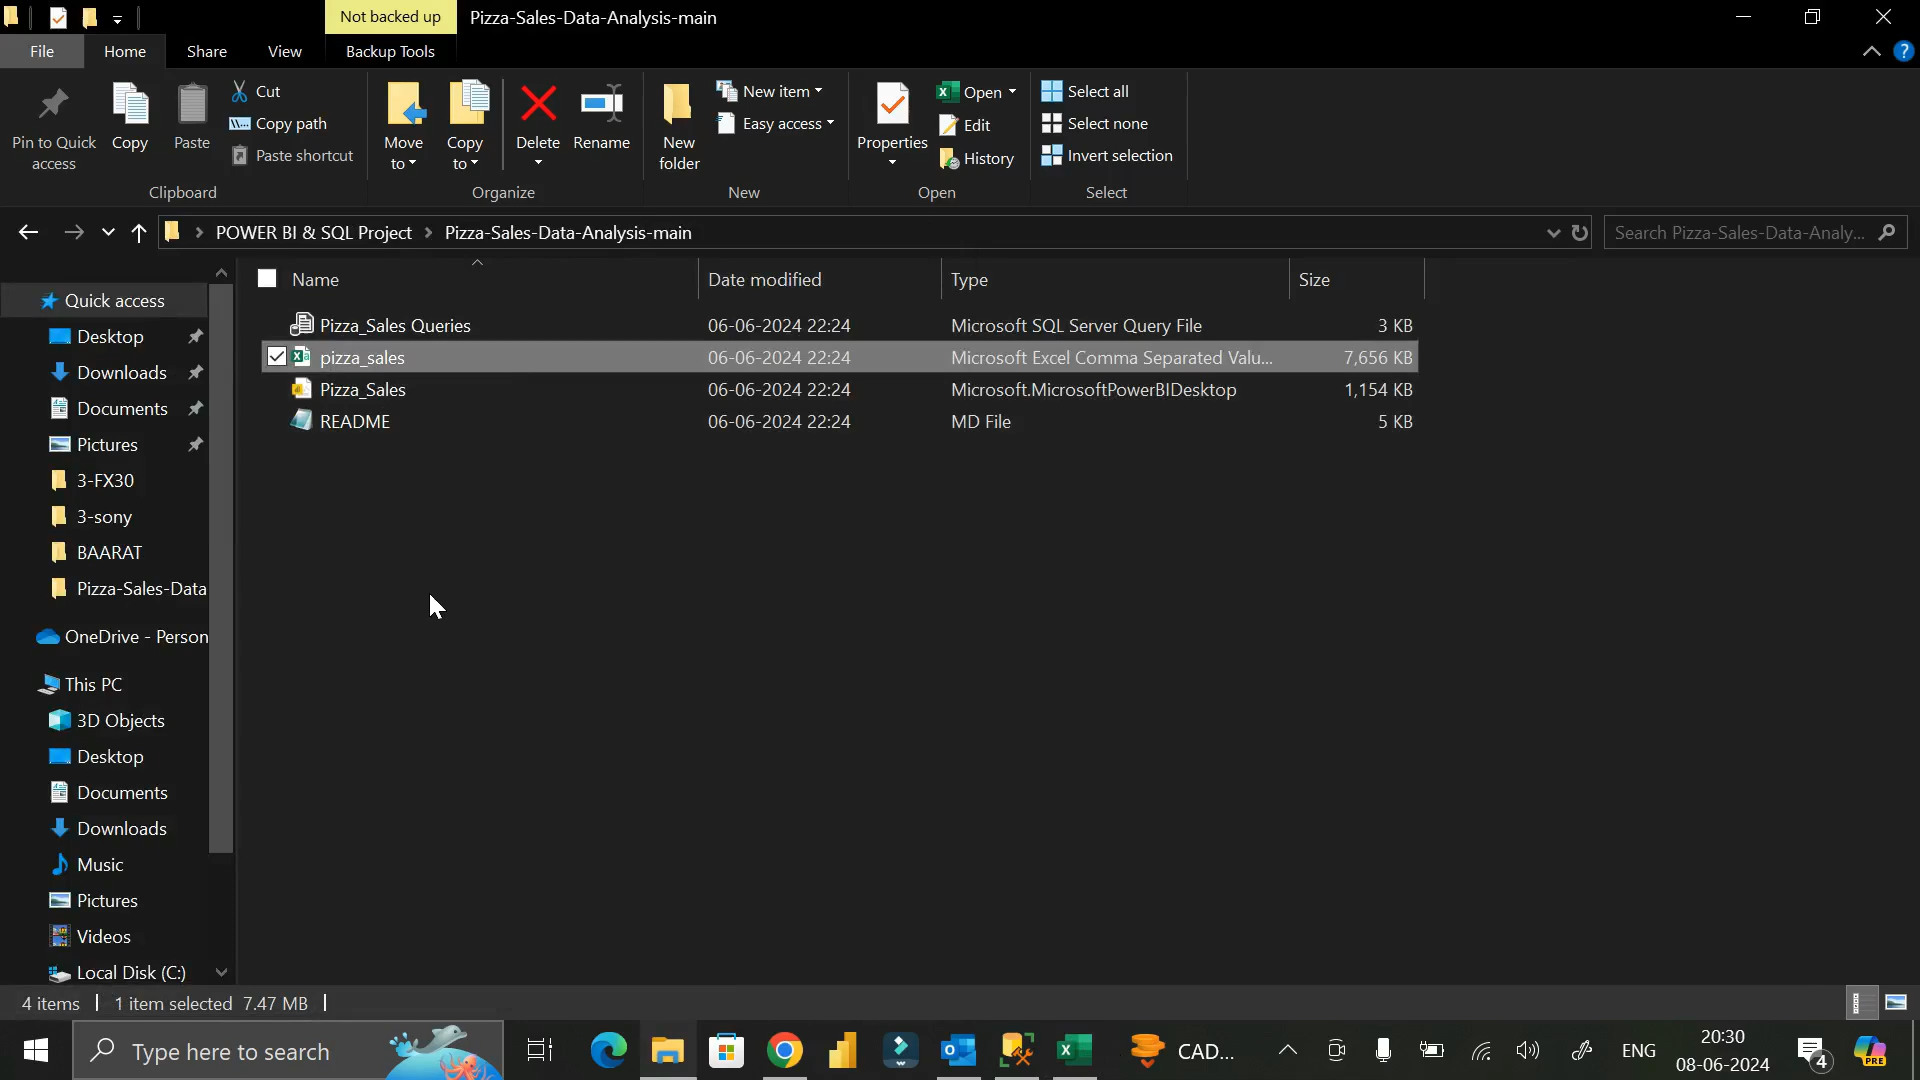 Not backed up
Pizza-Sales-Data-Analysis-main
File
Home
Share
View
Backup Tools
Pin to Quick access
Copy
Paste
Cut
Copy path
Paste shortcut
Clipboard
Move to
Copy to
Delete
Rename
Organize
New folder
New item
Easy access
New
Properties
Open
Edit
History
Open
Select all
Select none
Invert selection
Select
POWER BI & SQL Project > Pizza-Sales-Data-Analysis-main
Search Pizza-Sales-Data-Analy...
Name Date modified Type Size
Pizza_Sales Queries 06-06-2024 22:24 Microsoft SQL Server Query File 3 KB
pizza_sales 06-06-2024 22:24 Microsoft Excel Comma Separated Valu... 7,656 KB
Pizza_Sales 06-06-2024 22:24 Microsoft.MicrosoftPowerBIDesktop 1,154 KB
README 06-06-2024 22:24 MD File 5 KB
Quick access
Desktop
Downloads
Documents
Pictures
3-FX30
3-sony
BAARAT
Pizza-Sales-Data
OneDrive - Person
This PC
3D Objects
Desktop
Documents
Downloads
Music
Pictures
Videos
Local Disk (C:)
4 items | 1 item selected 7.47 MB |
Type here to search
CAD...
ENG
20:30
08-06-2024
4
PRE